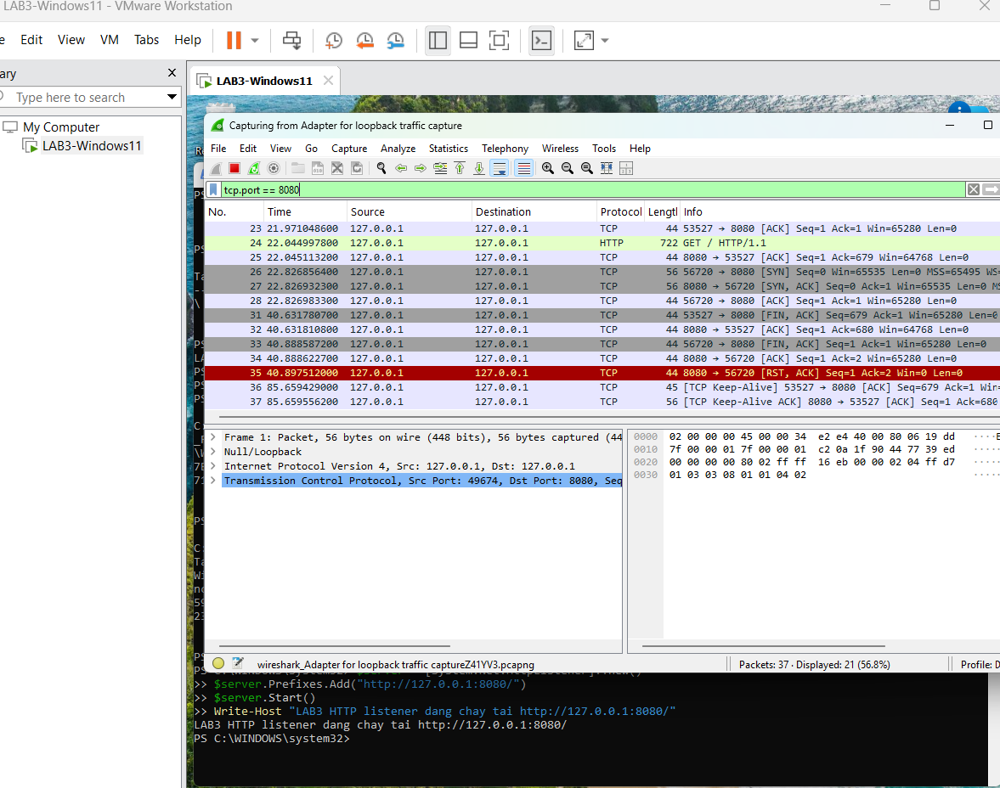 LAB3-Windows11 - VMware Workstation
Edit View VM Tabs Help
LAB3-Windows11
Type here to search
My Computer
LAB3-Windows11
Capturing from Adapter for loopback traffic capture
File Edit View Go Capture Analyze Statistics Telephony Wireless Tools Help
tcp.port == 8080
No. Time Source Destination Protocol Lengtl Info
23 21.971048600 127.0.0.1 127.0.0.1 TCP 44 53527 → 8080 [ACK] Seq=1 Ack=1 Win=65280 Len=0
24 22.044997800 127.0.0.1 127.0.0.1 HTTP 722 GET / HTTP/1.1
25 22.045113200 127.0.0.1 127.0.0.1 TCP 44 8080 → 53527 [ACK] Seq=1 Ack=679 Win=64768 Len=0
26 22.826856400 127.0.0.1 127.0.0.1 TCP 56 56720 → 8080 [SYN] Seq=0 Win=65535 Len=0 MSS=65495 WS=
27 22.826932300 127.0.0.1 127.0.0.1 TCP 56 8080 → 56720 [SYN, ACK] Seq=0 Ack=1 Win=65535 Len=0
28 22.826983300 127.0.0.1 127.0.0.1 TCP 44 56720 → 8080 [ACK] Seq=1 Ack=1 Win=65280 Len=0
31 40.631780700 127.0.0.1 127.0.0.1 TCP 44 53527 → 8080 [FIN, ACK] Seq=679 Ack=1 Win=65280 Len=0
32 40.631810800 127.0.0.1 127.0.0.1 TCP 44 8080 → 53527 [ACK] Seq=1 Ack=680 Win=64768 Len=0
33 40.888587200 127.0.0.1 127.0.0.1 TCP 44 56720 → 8080 [FIN, ACK] Seq=1 Ack=1 Win=65280 Len=0
34 40.888622700 127.0.0.1 127.0.0.1 TCP 44 8080 → 56720 [ACK] Seq=1 Ack=2 Win=65280 Len=0
35 40.897512000 127.0.0.1 127.0.0.1 TCP 44 8080 → 56720 [RST, ACK] Seq=1 Ack=2 Win=0 Len=0
36 85.659429000 127.0.0.1 127.0.0.1 TCP 45 [TCP Keep-Alive] 53527 → 8080 [ACK] Seq=679 Ack=1 Win=
37 85.659556200 127.0.0.1 127.0.0.1 TCP 56 [TCP Keep-Alive ACK] 8080 → 53527 [ACK] Seq=1 Ack=680
Frame 1: Packet, 56 bytes on wire (448 bits), 56 bytes captured (44
Null/Loopback
Internet Protocol Version 4, Src: 127.0.0.1, Dst: 127.0.0.1
Transmission Control Protocol, Src Port: 49674, Dst Port: 8080, Seq
0000 02 00 00 00 45 00 00 34 e2 e4 40 00 80 06 19 dd
0010 7f 00 00 01 7f 00 00 01 c2 0a 1f 90 44 77 39 ed
0020 00 00 00 00 80 02 ff ff 16 eb 00 00 02 04 ff d7
0030 01 03 03 08 01 01 04 02
wireshark_Adapter for loopback traffic captureZ41YV3.pcapng
Packets: 37 · Displayed: 21 (56.8%)
Profile: D
>> $server.Prefixes.Add("http://127.0.0.1:8080/")
>> $server.Start()
>> Write-Host "LAB3 HTTP listener dang chay tai http://127.0.0.1:8080/"
LAB3 HTTP listener dang chay tai http://127.0.0.1:8080/
PS C:\WINDOWS\system32>